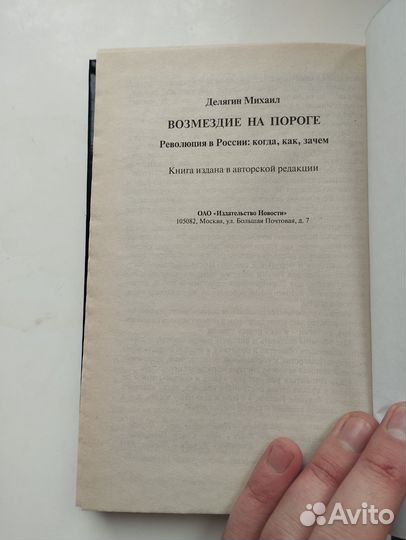 Делягин Михаил
ВОЗМЕЗДИЕ НА ПОРОГЕ
Революция в России: когда, как, зачем
Книга издана в авторской редакции
ОАО «Издательство Новости»
105082, Москва, ул. Большая Почтовая, д. 7
Avito